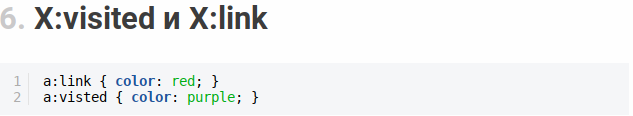 6. X:visited и X:link
1 a:link { color: red; }
2 a:visted { color: purple; }